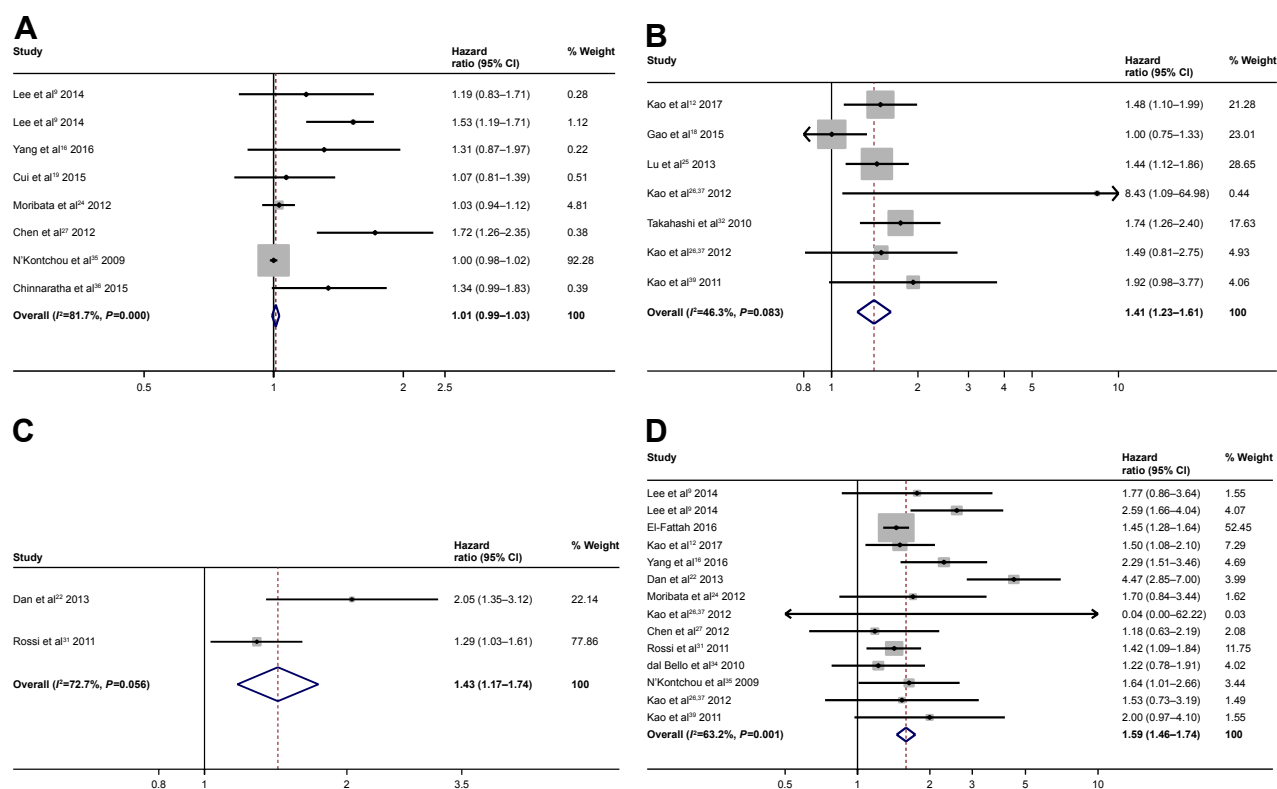 A
Study Hazard ratio (95% CI) % Weight
Lee et al⁹ 2014 1.19 (0.83–1.71) 0.28
Lee et al⁹ 2014 1.53 (1.19–1.71) 1.12
Yang et al¹⁶ 2016 1.31 (0.87–1.97) 0.22
Cui et al¹⁹ 2015 1.07 (0.81–1.39) 0.51
Moribata et al²⁴ 2012 1.03 (0.94–1.12) 4.81
Chen et al²⁷ 2012 1.72 (1.26–2.35) 0.38
N'Kontchou et al³⁵ 2009 1.00 (0.98–1.02) 92.28
Chinnaratha et al³⁶ 2015 1.34 (0.99–1.83) 0.39
Overall (I²=81.7%, P=0.000) 1.01 (0.99–1.03) 100
0.5 1 2 2.5
B
Study Hazard ratio (95% CI) % Weight
Kao et al¹² 2017 1.48 (1.10–1.99) 21.28
Gao et al¹⁸ 2015 1.00 (0.75–1.33) 23.01
Lu et al²⁵ 2013 1.44 (1.12–1.86) 28.65
Kao et al²⁶,³⁷ 2012 8.43 (1.09–64.98) 0.44
Takahashi et al³² 2010 1.74 (1.26–2.40) 17.63
Kao et al²⁶,³⁷ 2012 1.49 (0.81–2.75) 4.93
Kao et al³⁹ 2011 1.92 (0.98–3.77) 4.06
Overall (I²=46.3%, P=0.083) 1.41 (1.23–1.61) 100
0.8 1 2 3 4 5 10
C
Study Hazard ratio (95% CI) % Weight
Dan et al²² 2013 2.05 (1.35–3.12) 22.14
Rossi et al³¹ 2011 1.29 (1.03–1.61) 77.86
Overall (I²=72.7%, P=0.056) 1.43 (1.17–1.74) 100
0.8 1 2 3.5
D
Study Hazard ratio (95% CI) % Weight
Lee et al⁹ 2014 1.77 (0.86–3.64) 1.55
Lee et al⁹ 2014 2.59 (1.66–4.04) 4.07
El-Fattah 2016 1.45 (1.28–1.64) 52.45
Kao et al¹² 2017 1.50 (1.08–2.10) 7.29
Yang et al¹⁶ 2016 2.29 (1.51–3.46) 4.69
Dan et al²² 2013 4.47 (2.85–7.00) 3.99
Moribata et al²⁴ 2012 1.70 (0.84–3.44) 1.62
Kao et al²⁶,³⁷ 2012 0.04 (0.00–62.22) 0.03
Chen et al²⁷ 2012 1.18 (0.63–2.19) 2.08
Rossi et al³¹ 2011 1.42 (1.09–1.84) 11.75
dal Bello et al³⁴ 2010 1.22 (0.78–1.91) 4.02
N'Kontchou et al³⁵ 2009 1.64 (1.01–2.66) 3.44
Kao et al²⁶,³⁷ 2012 1.53 (0.73–3.19) 1.49
Kao et al³⁹ 2011 2.00 (0.97–4.10) 1.55
Overall (I²=63.2%, P=0.001) 1.59 (1.46–1.74) 100
0.5 1 2 3 5 10